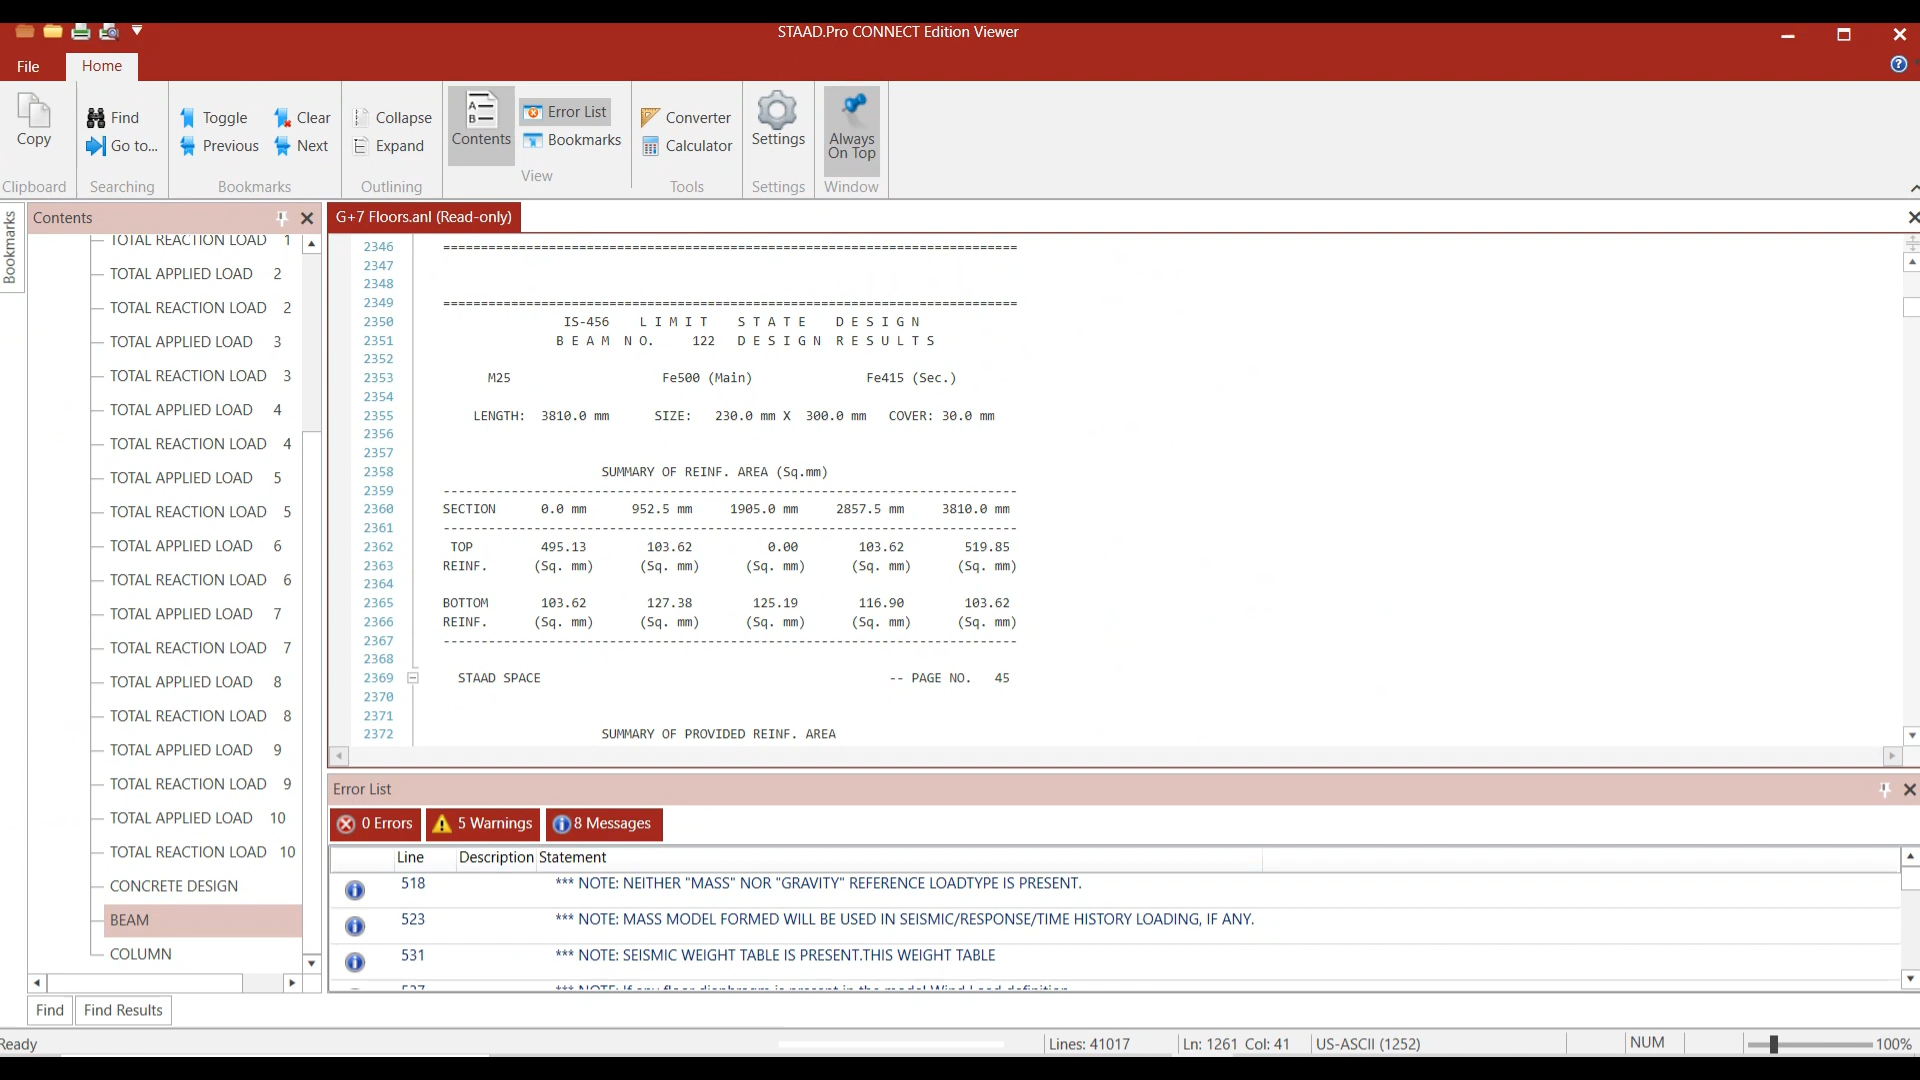 STAAD.Pro CONNECT Edition Viewer
File
Home
Copy
Find
Go to...
Toggle
Previous
Clear
Next
Collapse
Expand
Contents
Error List
Bookmarks
Converter
Calculator
Settings
Always
On Top
Clipboard
Searching
Bookmarks
Outlining
View
Tools
Settings
Window
Bookmarks
Contents
TOTAL REACTION LOAD 1
TOTAL APPLIED LOAD 2
TOTAL REACTION LOAD 2
TOTAL APPLIED LOAD 3
TOTAL REACTION LOAD 3
TOTAL APPLIED LOAD 4
TOTAL REACTION LOAD 4
TOTAL APPLIED LOAD 5
TOTAL REACTION LOAD 5
TOTAL APPLIED LOAD 6
TOTAL REACTION LOAD 6
TOTAL APPLIED LOAD 7
TOTAL REACTION LOAD 7
TOTAL APPLIED LOAD 8
TOTAL REACTION LOAD 8
TOTAL APPLIED LOAD 9
TOTAL REACTION LOAD 9
TOTAL APPLIED LOAD 10
TOTAL REACTION LOAD 10
CONCRETE DESIGN
BEAM
COLUMN
Find
Find Results
G+7 Floors.anl (Read-only)
2346 ============================================================================
2347
2348
2349 ============================================================================
2350 IS-456 L I M I T S T A T E D E S I G N
2351 B E A M N O. 122 D E S I G N R E S U L T S
2352
2353 M25 Fe500 (Main) Fe415 (Sec.)
2354
2355 LENGTH: 3810.0 mm SIZE: 230.0 mm X 300.0 mm COVER: 30.0 mm
2356
2357
2358 SUMMARY OF REINF. AREA (Sq.mm)
2359 ----------------------------------------------------------------------------
2360 SECTION 0.0 mm 952.5 mm 1905.0 mm 2857.5 mm 3810.0 mm
2361 ----------------------------------------------------------------------------
2362 TOP 495.13 103.62 0.00 103.62 519.85
2363 REINF. (Sq. mm) (Sq. mm) (Sq. mm) (Sq. mm) (Sq. mm)
2364
2365 BOTTOM 103.62 127.38 125.19 116.90 103.62
2366 REINF. (Sq. mm) (Sq. mm) (Sq. mm) (Sq. mm) (Sq. mm)
2367 ----------------------------------------------------------------------------
2368
2369 STAAD SPACE -- PAGE NO. 45
2370
2371
2372 SUMMARY OF PROVIDED REINF. AREA
Error List
0 Errors
5 Warnings
8 Messages
Line Description Statement
518 *** NOTE: NEITHER "MASS" NOR "GRAVITY" REFERENCE LOADTYPE IS PRESENT.
523 *** NOTE: MASS MODEL FORMED WILL BE USED IN SEISMIC/RESPONSE/TIME HISTORY LOADING, IF ANY.
531 *** NOTE: SEISMIC WEIGHT TABLE IS PRESENT.THIS WEIGHT TABLE
Ready
Lines: 41017
Ln: 1261 Col: 41
US-ASCII (1252)
NUM
100%